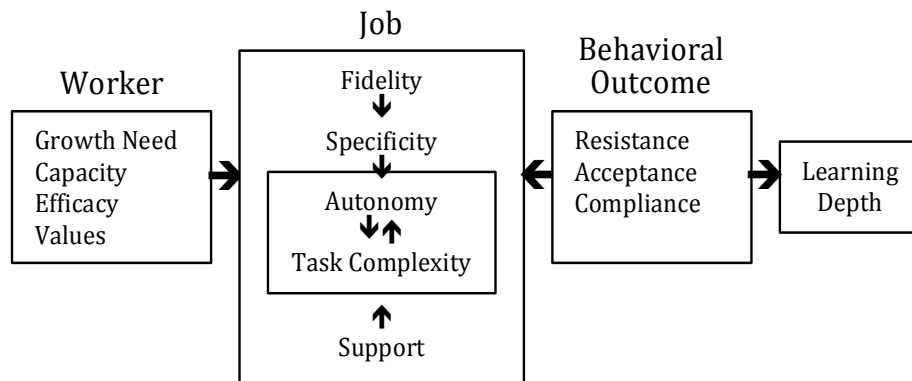 Job
Worker
Behavioral
Outcome
Growth Need
Capacity
Efficacy
Values
Fidelity
Specificity
Autonomy
Task Complexity
Support
Resistance
Acceptance
Compliance
Learning
Depth